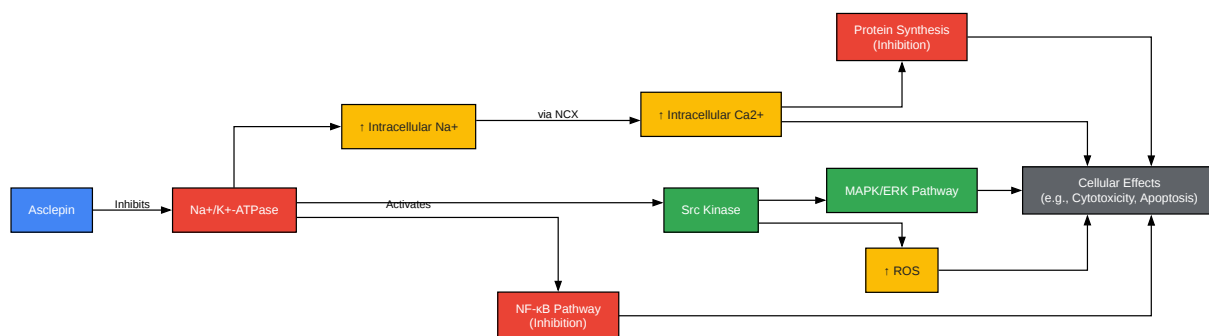 Protein Synthesis
(Inhibition)
↑ Intracellular Na+
via NCX
↑ Intracellular Ca2+
Asclepin
Inhibits
Na+/K+-ATPase
Activates
Src Kinase
MAPK/ERK Pathway
Cellular Effects
(e.g., Cytotoxicity, Apoptosis)
↑ ROS
NF-κB Pathway
(Inhibition)